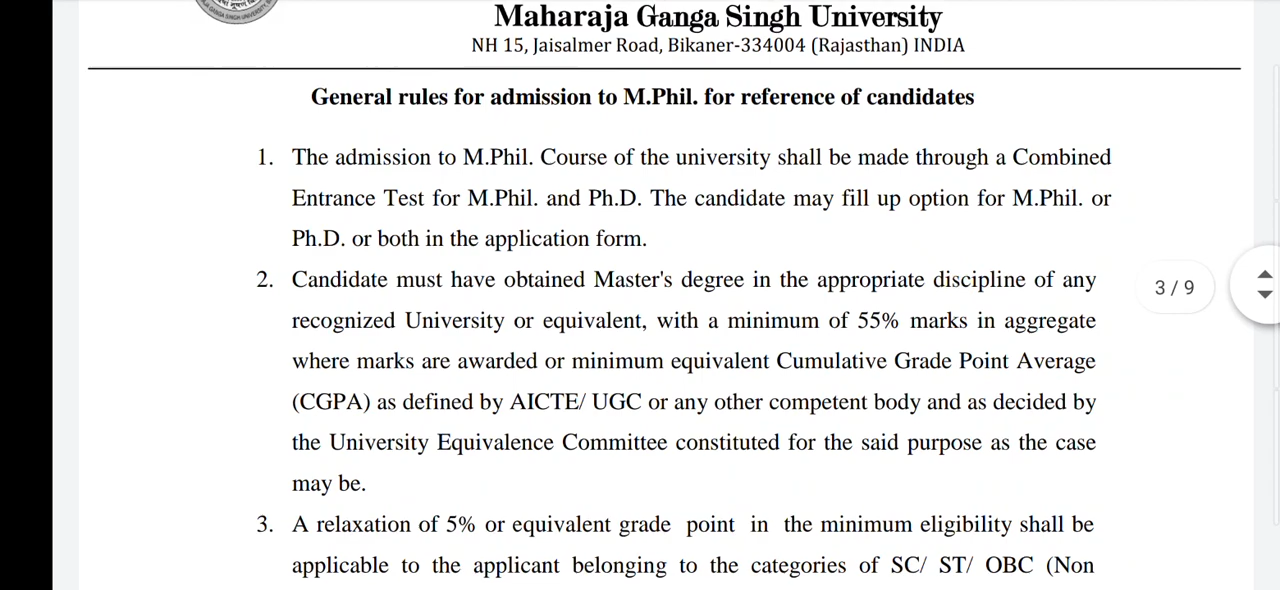 Maharaja Ganga Singh University
NH 15, Jaisalmer Road, Bikaner-334004 (Rajasthan) INDIA
General rules for admission to M.Phil. for reference of candidates
1. The admission to M.Phil. Course of the university shall be made through a Combined
Entrance Test for M.Phil. and Ph.D. The candidate may fill up option for M.Phil. or
Ph.D. or both in the application form.
2. Candidate must have obtained Master's degree in the appropriate discipline of any
recognized University or equivalent, with a minimum of 55% marks in aggregate
where marks are awarded or minimum equivalent Cumulative Grade Point Average
(CGPA) as defined by AICTE/ UGC or any other competent body and as decided by
the University Equivalence Committee constituted for the said purpose as the case
may be.
3. A relaxation of 5% or equivalent grade point in the minimum eligibility shall be
applicable to the applicant belonging to the categories of SC/ ST/ OBC (Non
3 / 9